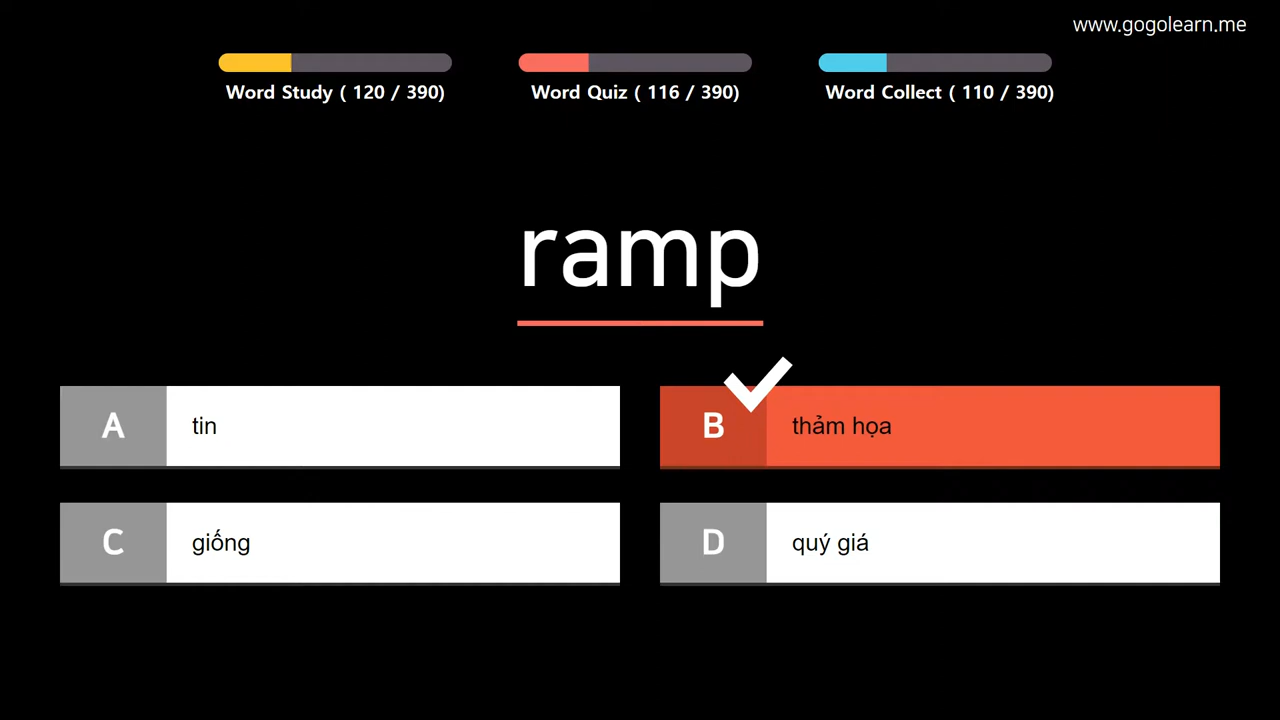 www.gogolearn.me
Word Study ( 120 / 390)
Word Quiz ( 116 / 390)
Word Collect ( 110 / 390)
ramp
A tin
B thảm họa
C giống
D quý giá